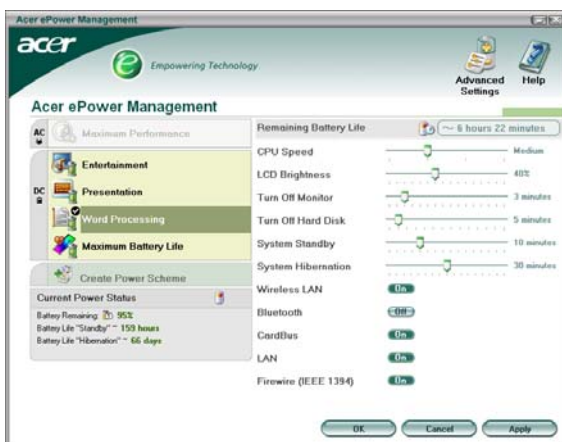 Acer ePower Management
acer
e
Empowering Technology
Advanced Settings
Help
Acer ePower Management
AC
Maximum Performance
DC
Entertainment
Presentation
Word Processing
Maximum Battery Life
Create Power Scheme
Current Power Status
Battery Remaining: 95%
Battery Life "Standby" ~ 159 hours
Battery Life "Hibernation" ~ 66 days
Remaining Battery Life ~ 6 hours 22 minutes
CPU Speed Medium
LCD Brightness 40%
Turn Off Monitor 3 minutes
Turn Off Hard Disk 5 minutes
System Standby 10 minutes
System Hibernation 30 minutes
Wireless LAN On
Bluetooth Off
CardBus On
LAN On
Firewire (IEEE 1394) On
OK
Cancel
Apply